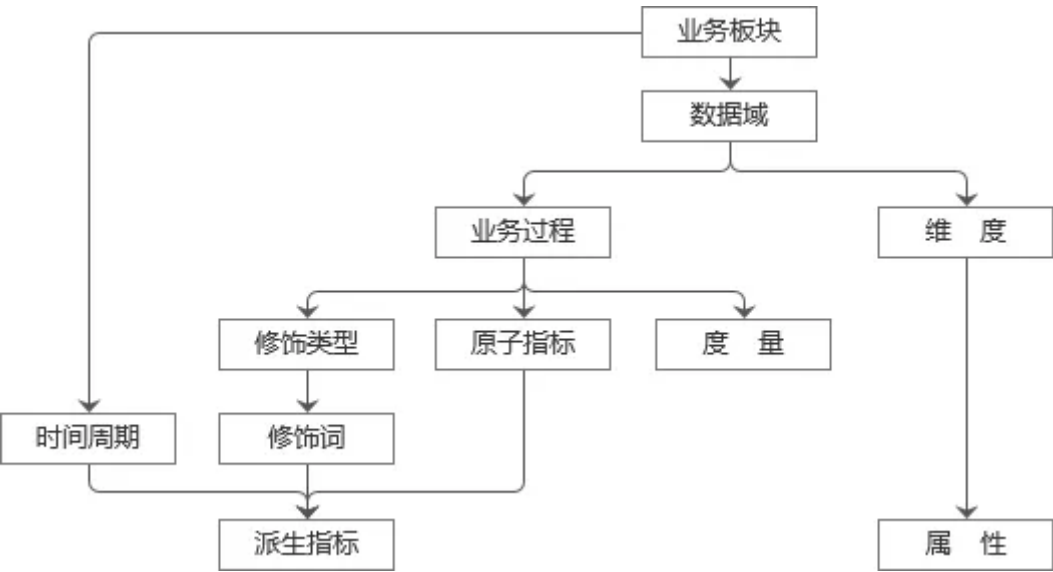 业务板块
数据域
业务过程
维 度
修饰类型
原子指标
度 量
时间周期
修饰词
派生指标
属 性